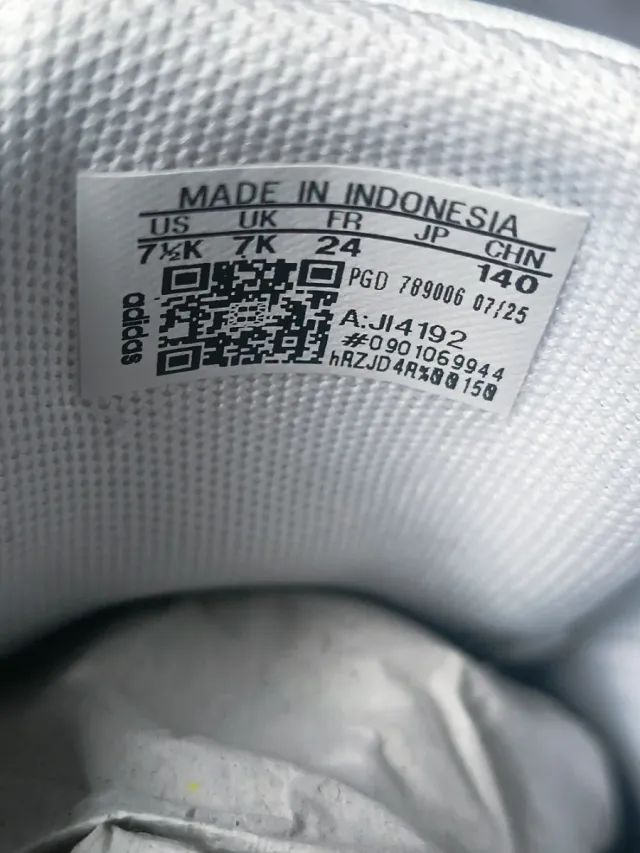 MADE IN INDONESIA
US UK FR JP CHN
7½K 7K 24 140
PGD 789006 07/25
A:JI4192
#0901069944
hRZJD4R%00150
adidas